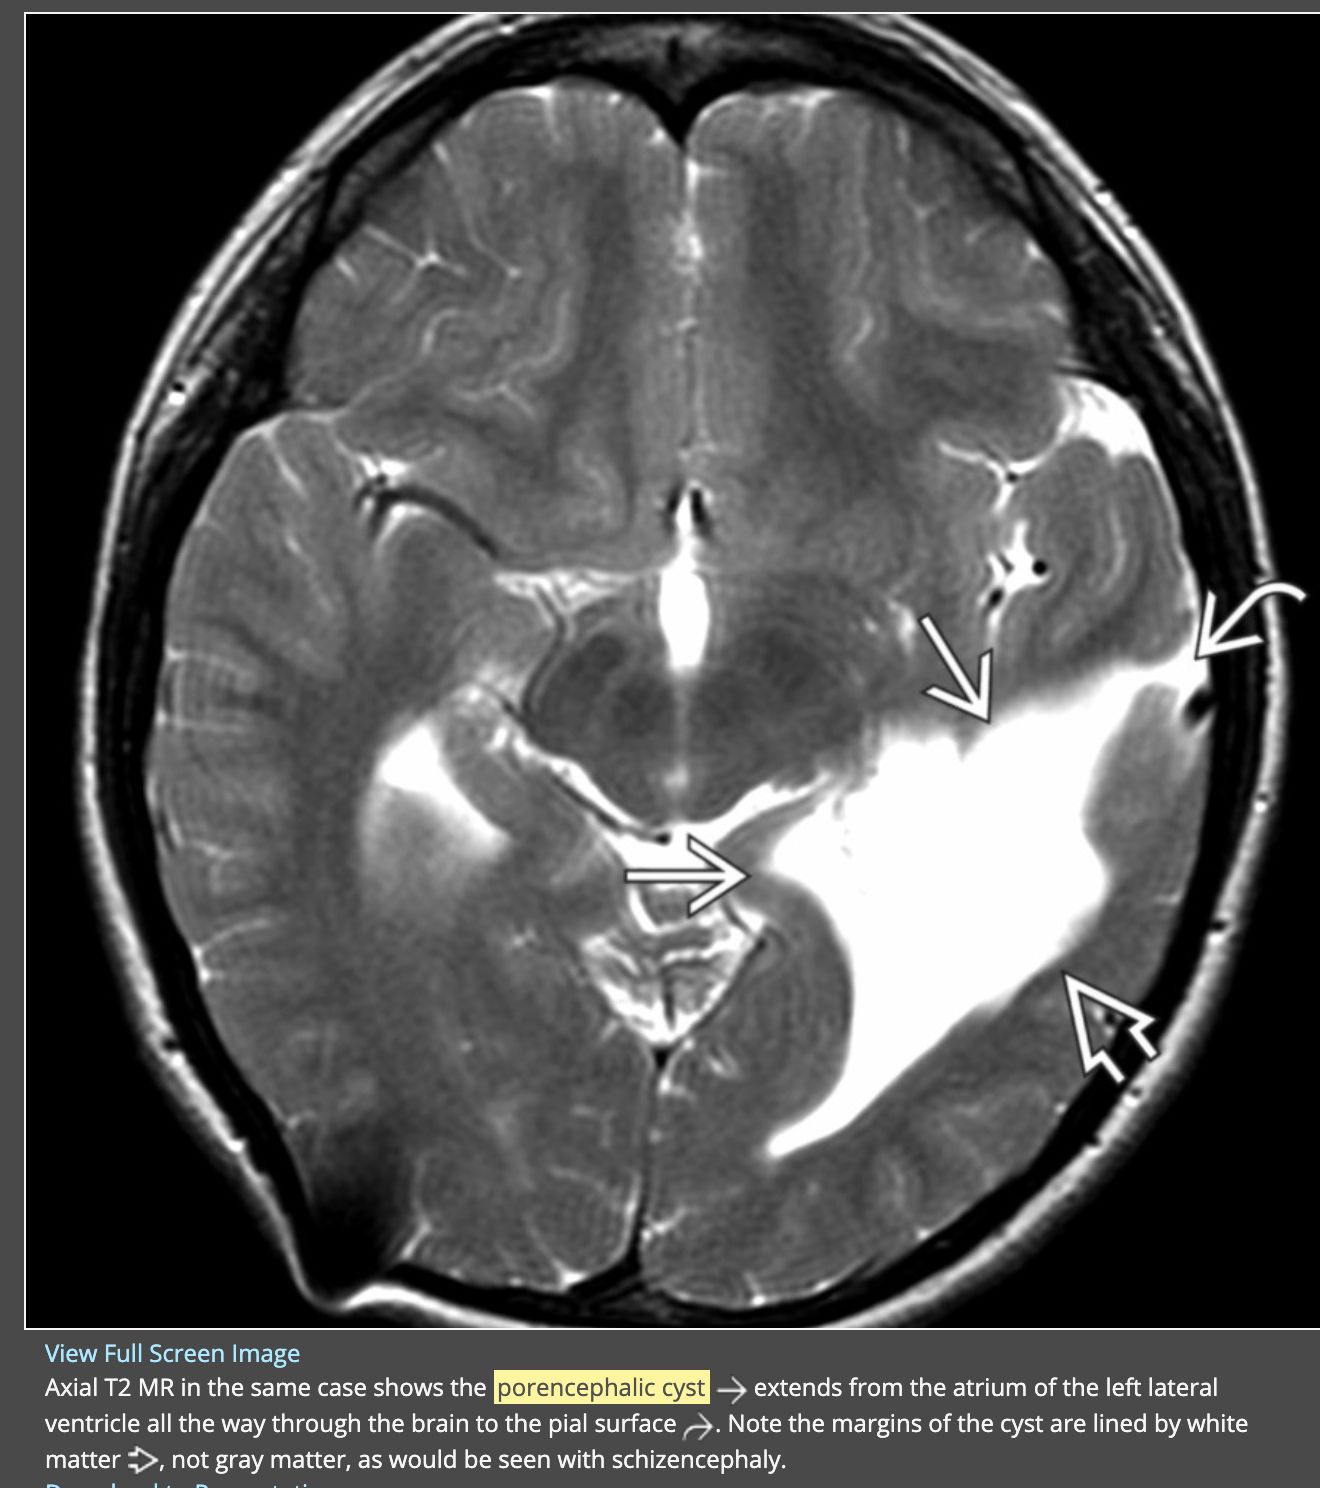 View Full Screen Image
Axial T2 MR in the same case shows the porencephalic cyst → extends from the atrium of the left lateral
ventricle all the way through the brain to the pial surface. Note the margins of the cyst are lined by white
matter, not gray matter, as would be seen with schizencephaly.